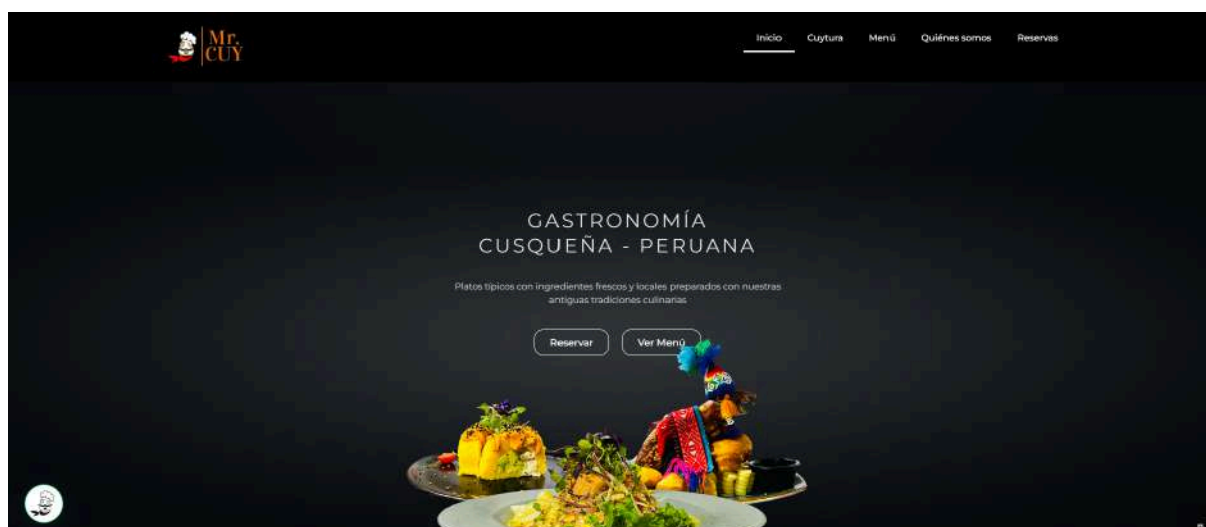 Mr.
CUY
Inicio Cuytura Menú Quiénes somos Reservas
GASTRONOMÍA
CUSQUEÑA - PERUANA
Platos típicos con ingredientes frescos y locales preparados con nuestras
antiguas tradiciones culinarias
Reservar Ver Menú